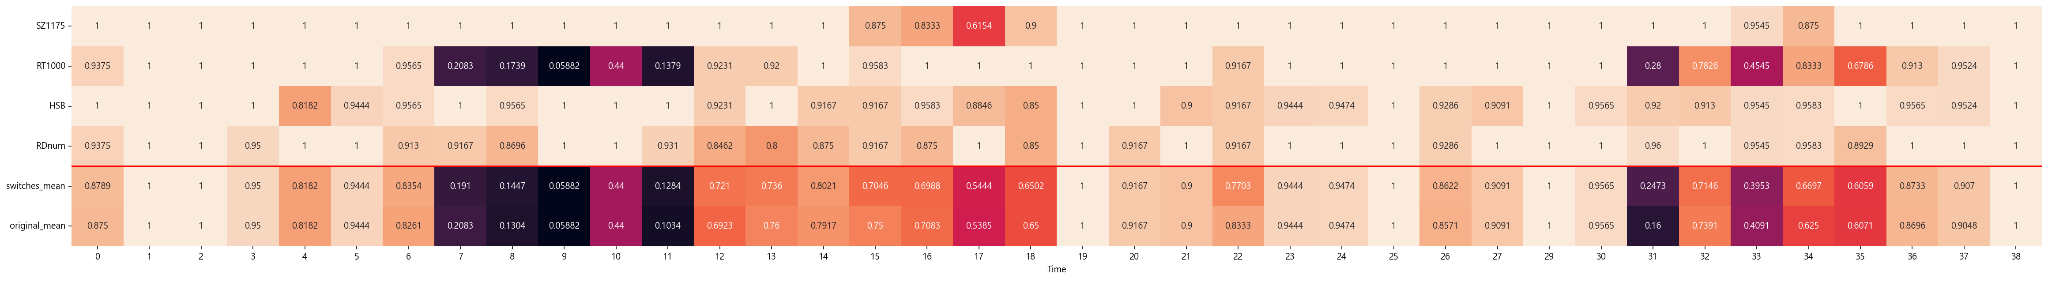 SZ1175 1 1 1 1 1 1 1 1 1 1 1 1 1 1 1 0.875 0.8333 0.6154 0.9 1 1 1 1 1 1 1 1 1 1 1 1 1 0.9545 0.875 1 1 1 1
RT1000 0.9375 1 1 1 1 1 0.9565 0.2083 0.1739 0.05882 0.44 0.1379 0.9231 0.92 1 0.9583 1 1 1 1 1 1 0.9167 1 1 1 1 1 1 1 0.28 0.7826 0.4545 0.8333 0.6786 0.913 0.9524 1
HSB 1 1 1 1 0.8182 0.9444 0.9565 1 0.9565 1 1 1 0.9231 1 0.9167 0.9167 0.9583 0.8846 0.85 1 1 0.9 0.9167 0.9444 0.9474 1 0.9286 0.9091 1 0.9565 0.92 0.913 0.9545 0.9583 1 0.9565 0.9524 1
RDnum 0.9375 1 1 0.95 1 1 0.913 0.9167 0.8696 1 1 0.931 0.8462 0.8 0.875 0.9167 0.875 1 0.85 1 0.9167 1 0.9167 1 1 1 0.9286 1 1 1 0.96 1 0.9545 0.9583 0.8929 1 1 1
switches_mean 0.8789 1 1 0.95 0.8182 0.9444 0.8354 0.191 0.1447 0.05882 0.44 0.1284 0.721 0.736 0.8021 0.7046 0.6988 0.5444 0.6502 1 0.9167 0.9 0.7703 0.9444 0.9474 1 0.8622 0.9091 1 0.9565 0.2473 0.7146 0.3953 0.6697 0.6059 0.8733 0.907 1
original_mean 0.875 1 1 0.95 0.8182 0.9444 0.8261 0.2083 0.1304 0.05882 0.44 0.1034 0.6923 0.76 0.7917 0.75 0.7083 0.5385 0.65 1 0.9167 0.9 0.8333 0.9444 0.9474 1 0.8571 0.9091 1 0.9565 0.16 0.7391 0.4091 0.625 0.6071 0.8696 0.9048 1
0 1 2 3 4 5 6 7 8 9 10 11 12 13 14 15 16 17 18 19 20 21 22 23 24 25 26 27 29 30 31 32 33 34 35 36 37 38
Time